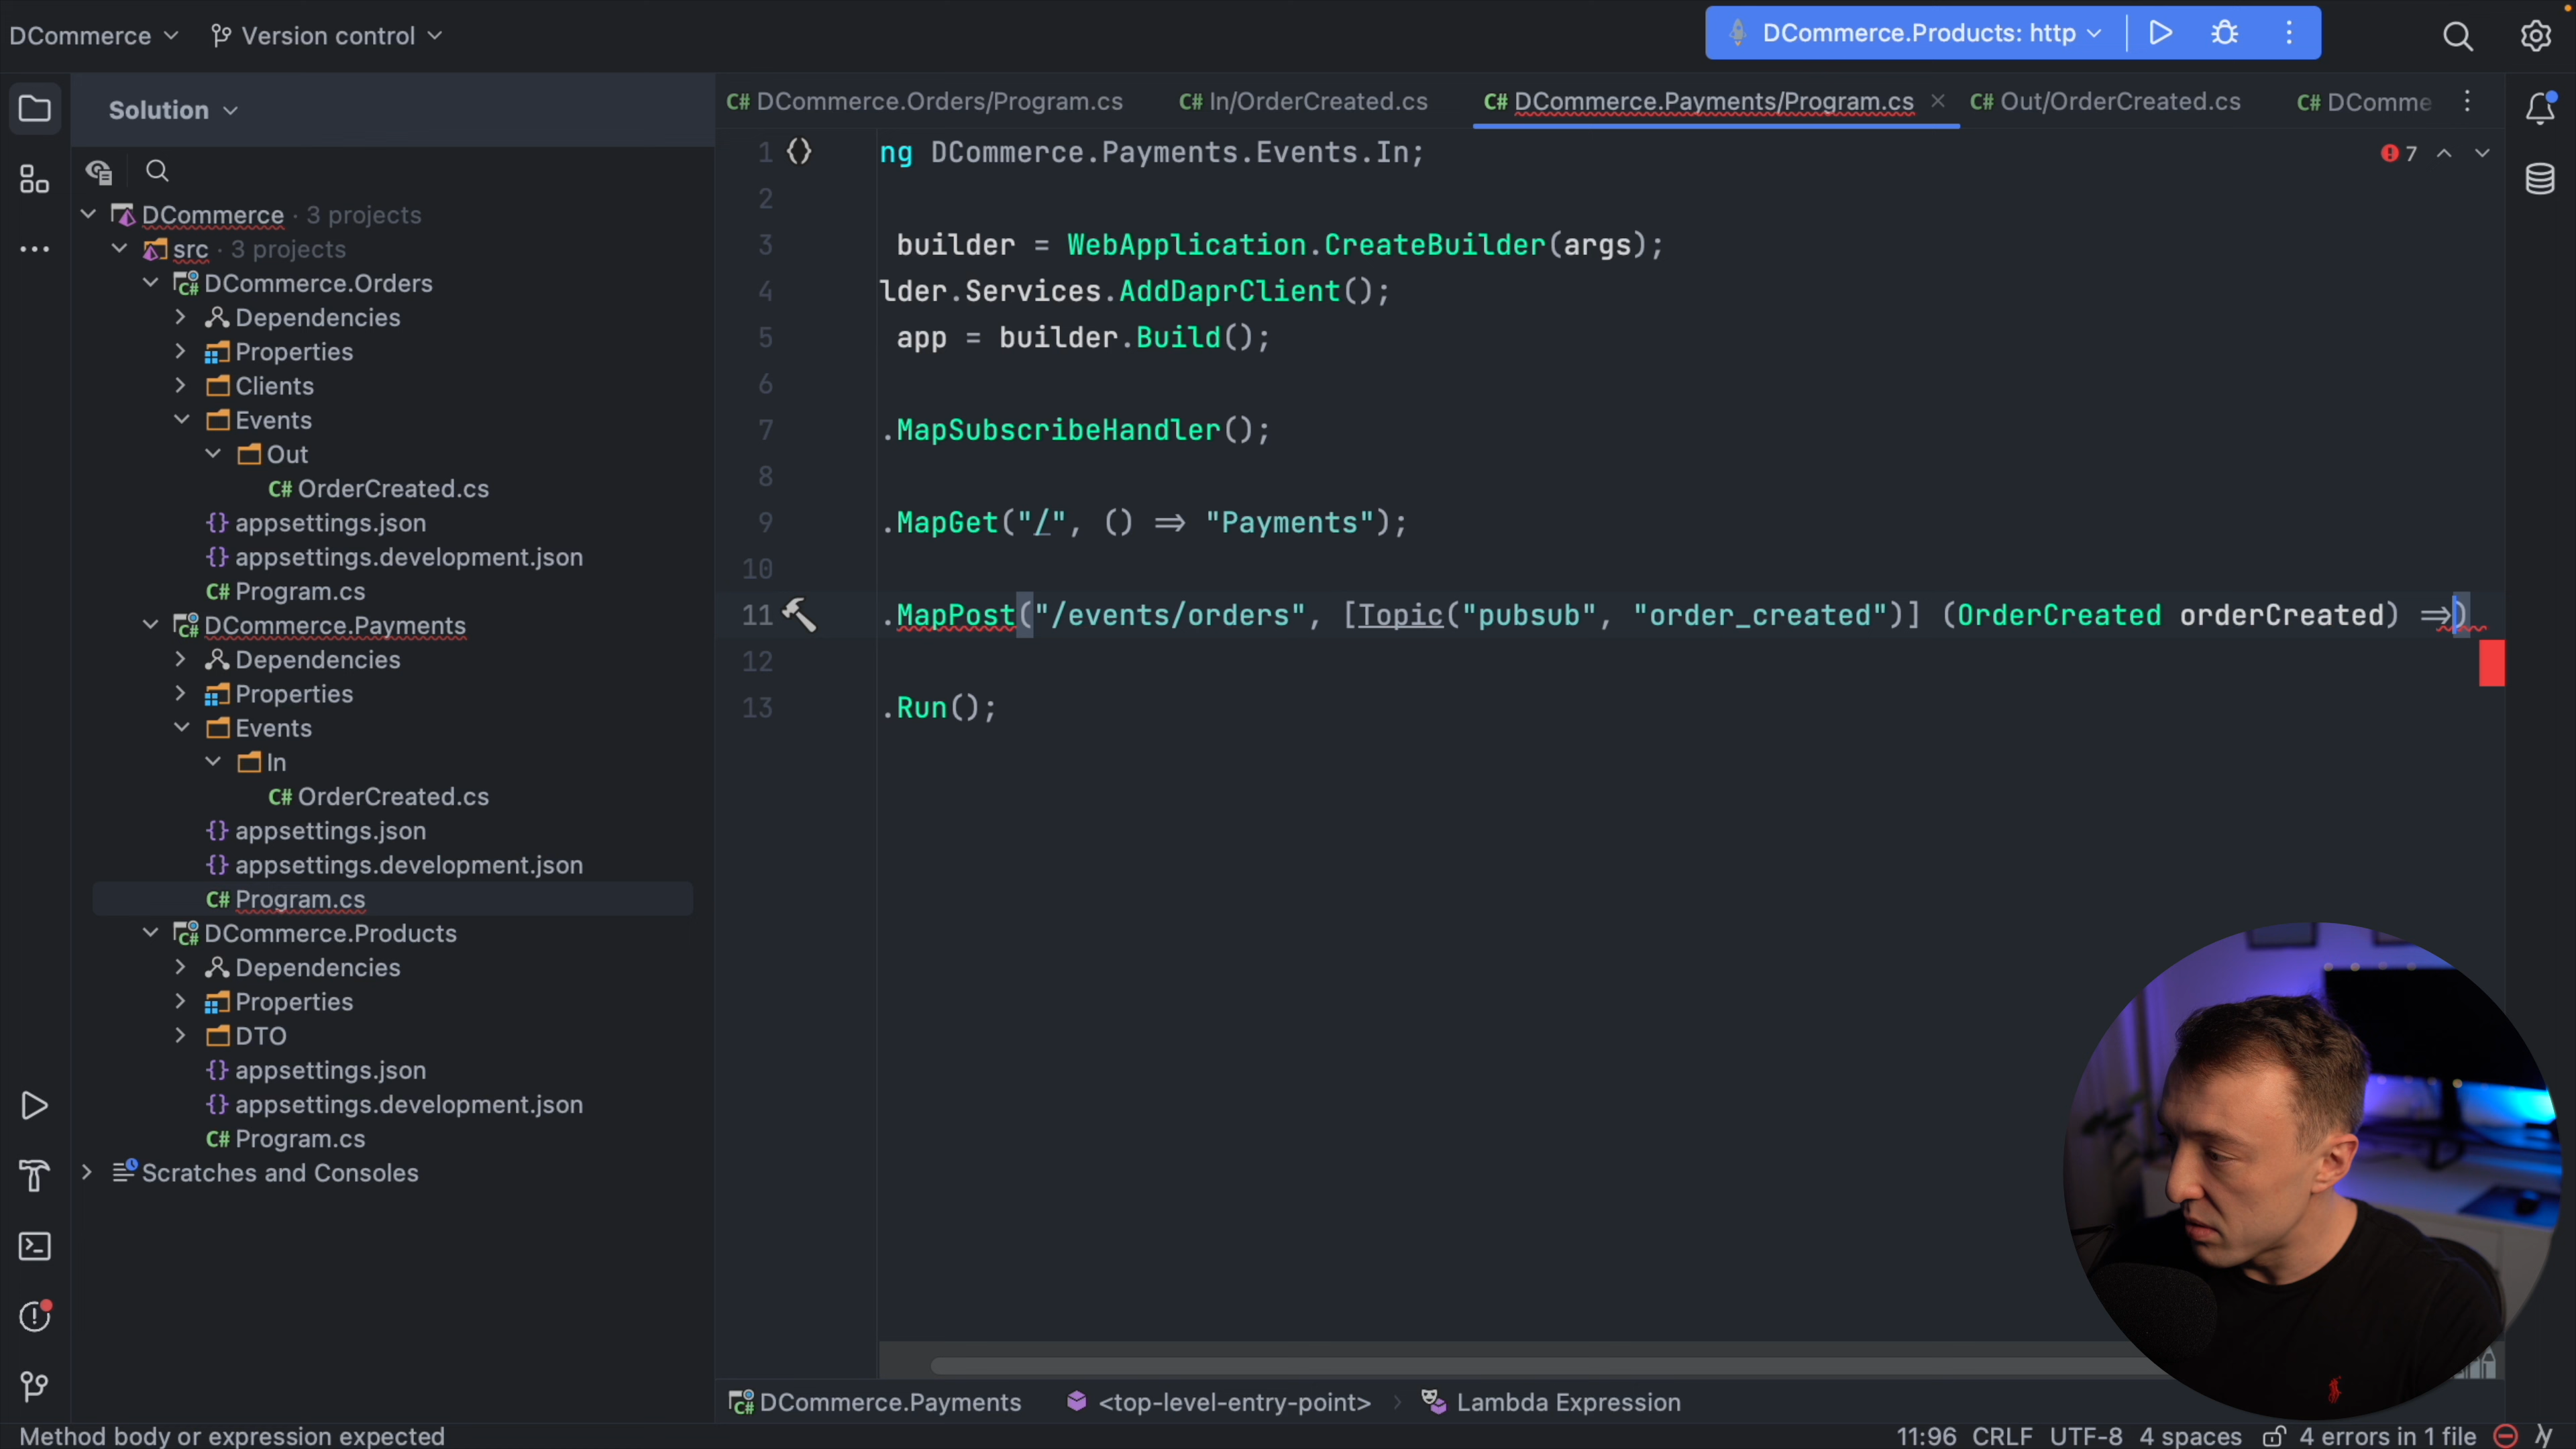 DCommerce
Version control
DCommerce.Products: http
Solution
C# DCommerce.Orders/Program.cs
C# In/OrderCreated.cs
C# DCommerce.Payments/Program.cs
C# Out/OrderCreated.cs
C# DComme
DCommerce · 3 projects
src · 3 projects
DCommerce.Orders
Dependencies
Properties
Clients
Events
Out
C# OrderCreated.cs
{} appsettings.json
{} appsettings.development.json
C# Program.cs
DCommerce.Payments
Dependencies
Properties
Events
In
C# OrderCreated.cs
{} appsettings.json
{} appsettings.development.json
C# Program.cs
DCommerce.Products
Dependencies
Properties
DTO
{} appsettings.json
{} appsettings.development.json
C# Program.cs
Scratches and Consoles
1 {} ng DCommerce.Payments.Events.In;
7
2
3 builder = WebApplication.CreateBuilder(args);
4 lder.Services.AddDaprClient();
5 app = builder.Build();
6
7 .MapSubscribeHandler();
8
9 .MapGet("/", () => "Payments");
10
11 .MapPost("/events/orders", [Topic("pubsub", "order_created")] (OrderCreated orderCreated) =>)
12
13 .Run();
DCommerce.Payments
<top-level-entry-point>
Lambda Expression
Method body or expression expected
11:96 CRLF UTF-8 4 spaces
4 errors in 1 file